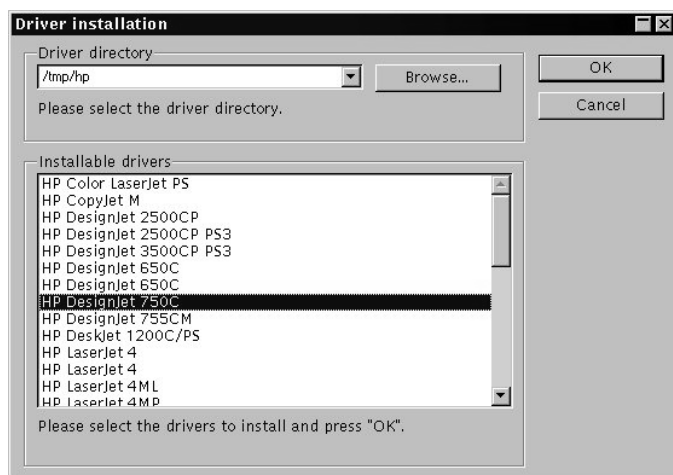 Driver installation
Driver directory
/tmp/hp
Browse...
OK
Please select the driver directory.
Cancel
Installable drivers
HP Color LaserJet PS
HP CopyJet M
HP DesignJet 2500CP
HP DesignJet 2500CP PS3
HP DesignJet 3500CP PS3
HP DesignJet 650C
HP DesignJet 650C
HP DesignJet 750C
HP DesignJet 755CM
HP DeskJet 1200C/PS
HP LaserJet 4
HP LaserJet 4
HP LaserJet 4ML
HP LaserJet 4MP
Please select the drivers to install and press "OK".